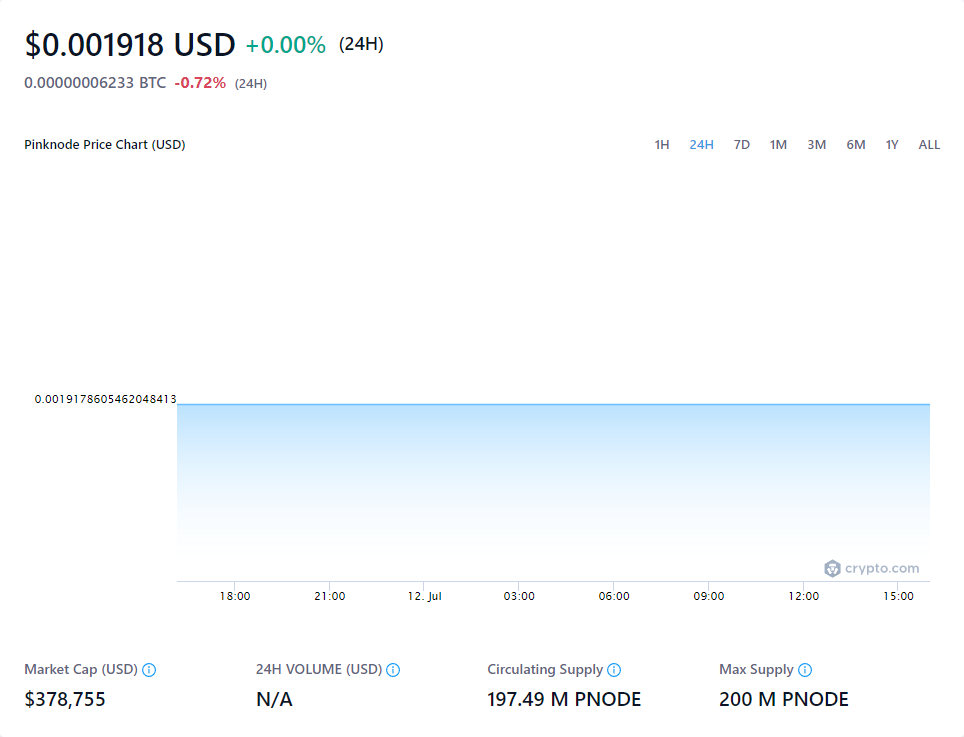 $0.001918 USD +0.00% (24H)
0.00000006233 BTC -0.72% (24H)
Pinknode Price Chart (USD) 1H 24H 7D 1M 3M 6M 1Y ALL
0.0019178605462048413
crypto.com
18:00 21:00 12. Jul 03:00 06:00 09:00 12:00 15:00
Market Cap (USD) 24H VOLUME (USD) Circulating Supply Max Supply
$378,755 N/A 197.49 M PNODE 200 M PNODE